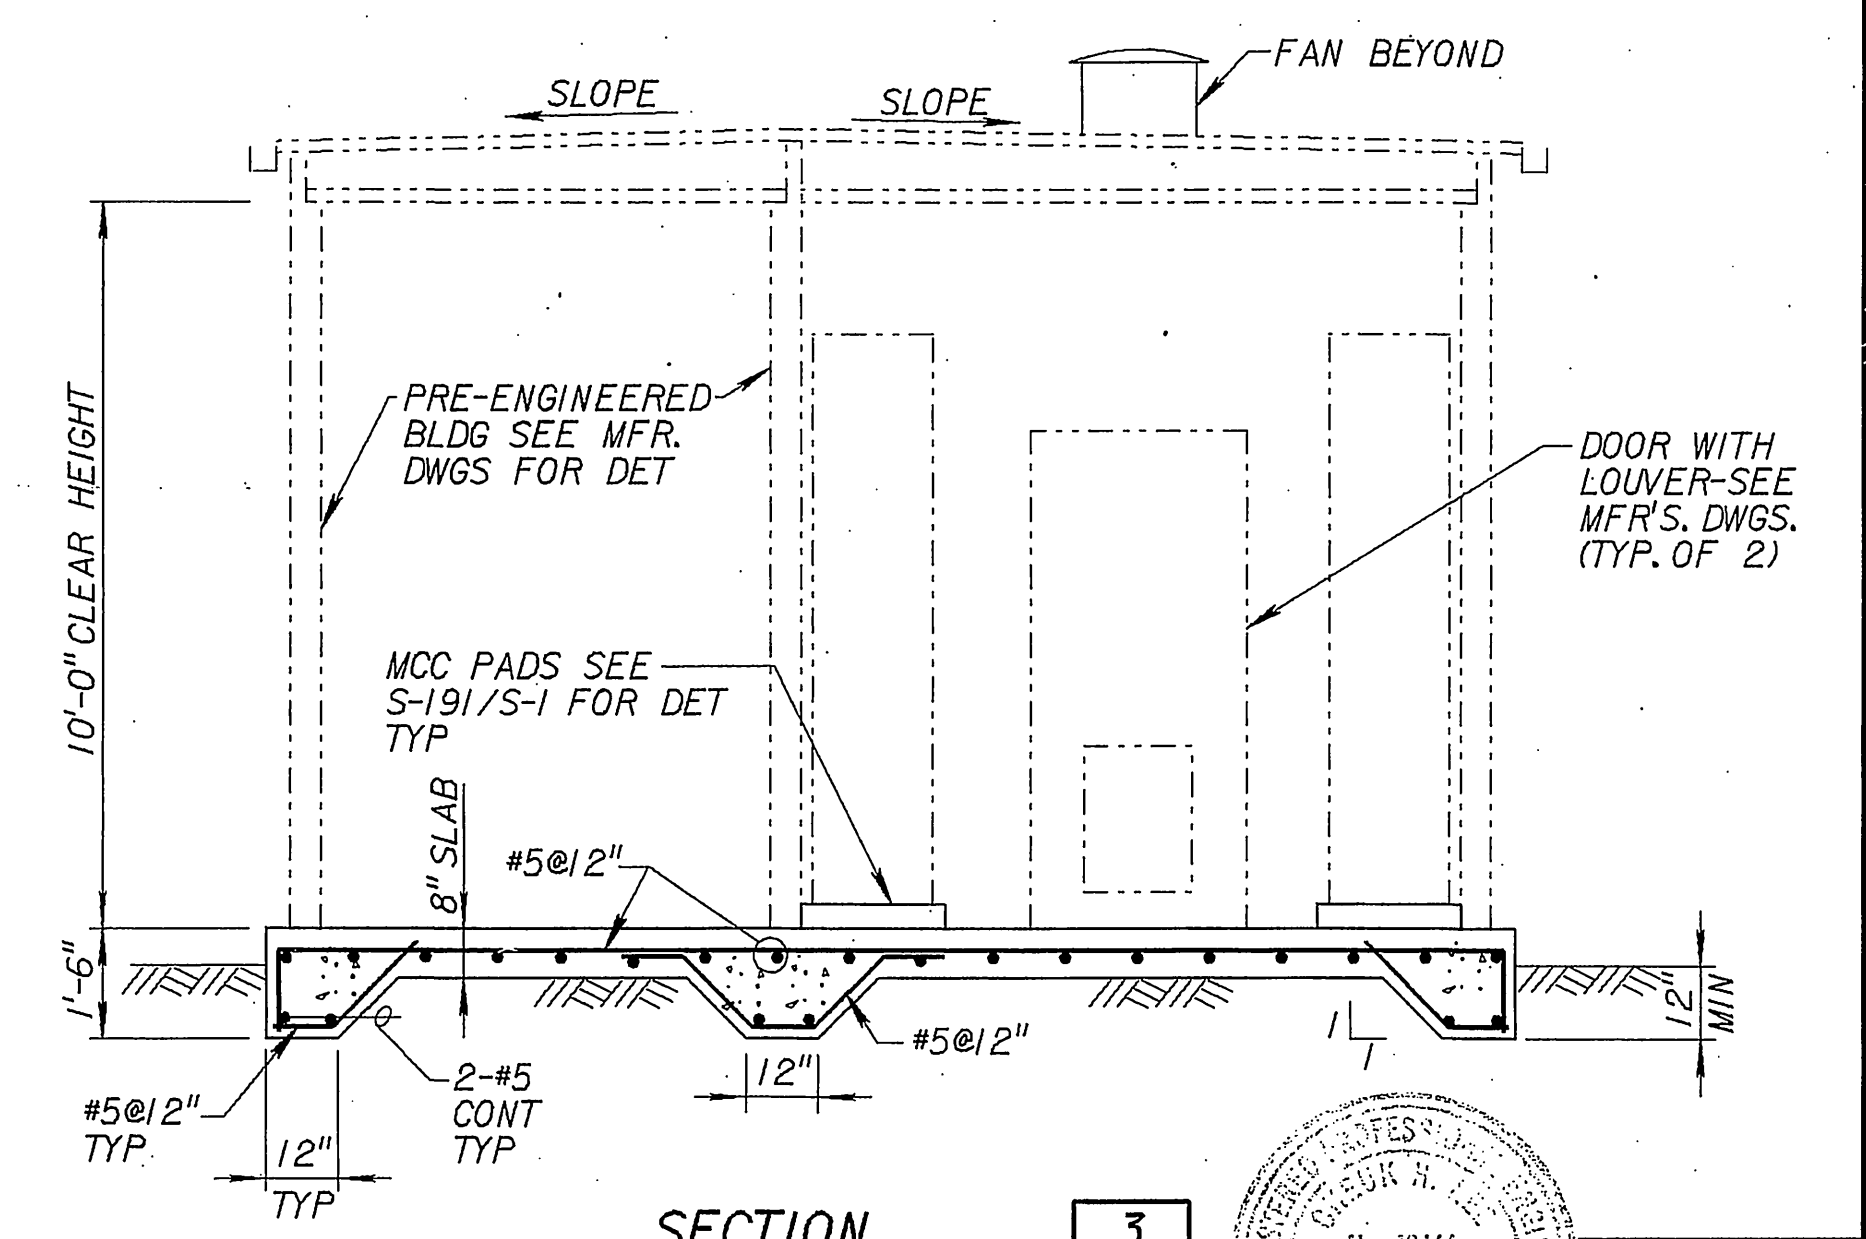 FAN BEYOND
SLOPE
SLOPE
10'-0" CLEAR HEIGHT
PRE-ENGINEERED
BLDG SEE MFR.
DWGS FOR DET
DOOR WITH
LOUVER-SEE
MFR'S. DWGS.
(TYP. OF 2)
MCC PADS SEE
S-191/S-1 FOR DET
TYP
8" SLAB
#5@12"
1'-6"
12"
MIN
#5@12"
1
1
12"
2-#5
CONT
TYP
#5@12"
TYP.
12"
TYP
SECTION
3